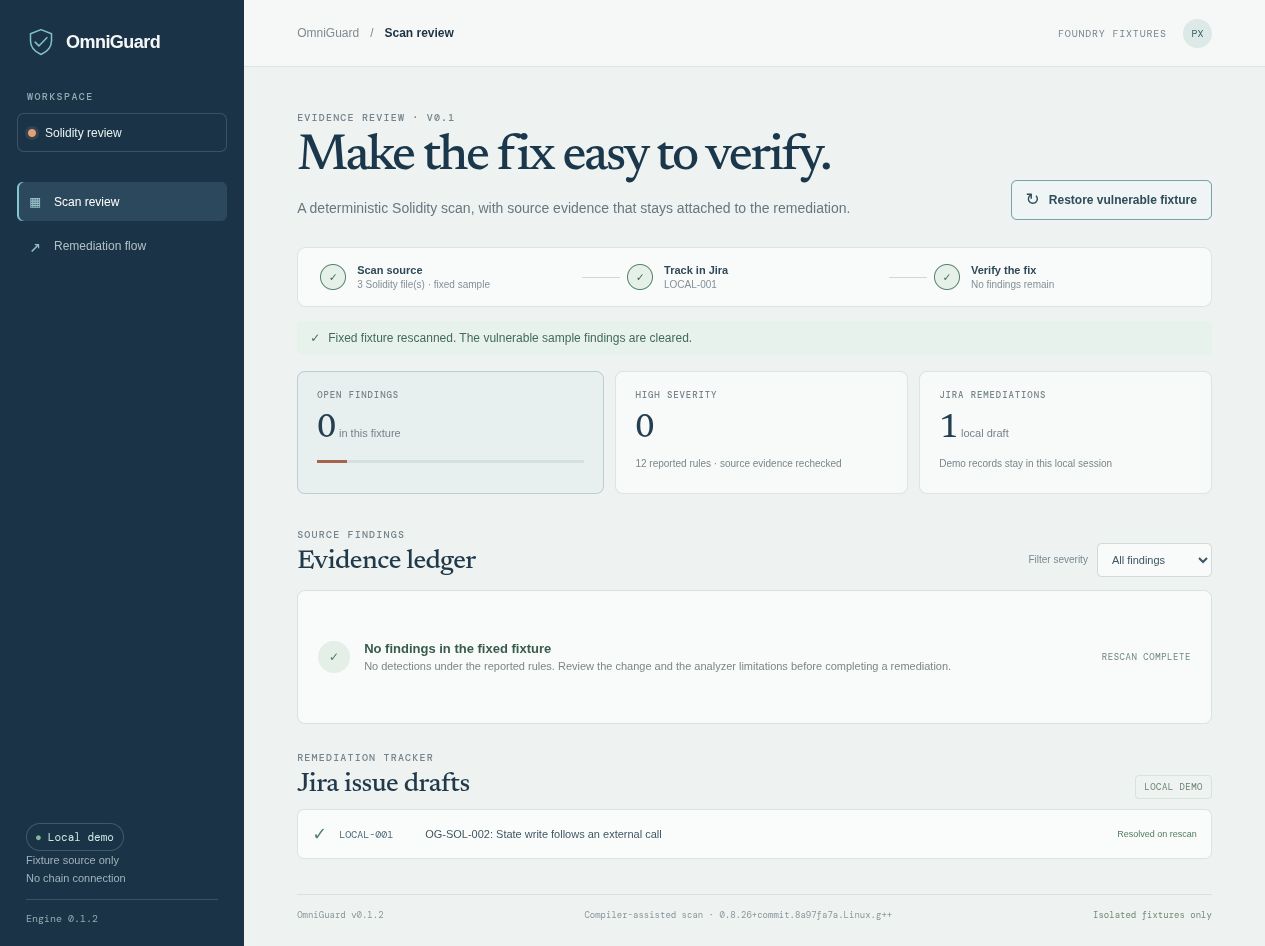 OmniGuard
WORKSPACE
Solidity review
Scan review
Remediation flow
Local demo
Fixture source only
No chain connection
Engine 0.1.2
OmniGuard / Scan review
FOUNDRY FIXTURES PX
EVIDENCE REVIEW · V0.1
Make the fix easy to verify.
A deterministic Solidity scan, with source evidence that stays attached to the remediation.
↻ Restore vulnerable fixture
✓ Scan source
3 Solidity file(s) · fixed sample
✓ Track in Jira
LOCAL-001
✓ Verify the fix
No findings remain
✓ Fixed fixture rescanned. The vulnerable sample findings are cleared.
OPEN FINDINGS
0 in this fixture
HIGH SEVERITY
0
12 reported rules · source evidence rechecked
JIRA REMEDIATIONS
1 local draft
Demo records stay in this local session
SOURCE FINDINGS
Evidence ledger
Filter severity All findings
✓ No findings in the fixed fixture
No detections under the reported rules. Review the change and the analyzer limitations before completing a remediation.
RESCAN COMPLETE
REMEDIATION TRACKER
Jira issue drafts
LOCAL DEMO
✓ LOCAL-001 OG-SOL-002: State write follows an external call Resolved on rescan
OmniGuard v0.1.2 Compiler-assisted scan · 0.8.26+commit.8a97fa7a.Linux.g++ Isolated fixtures only